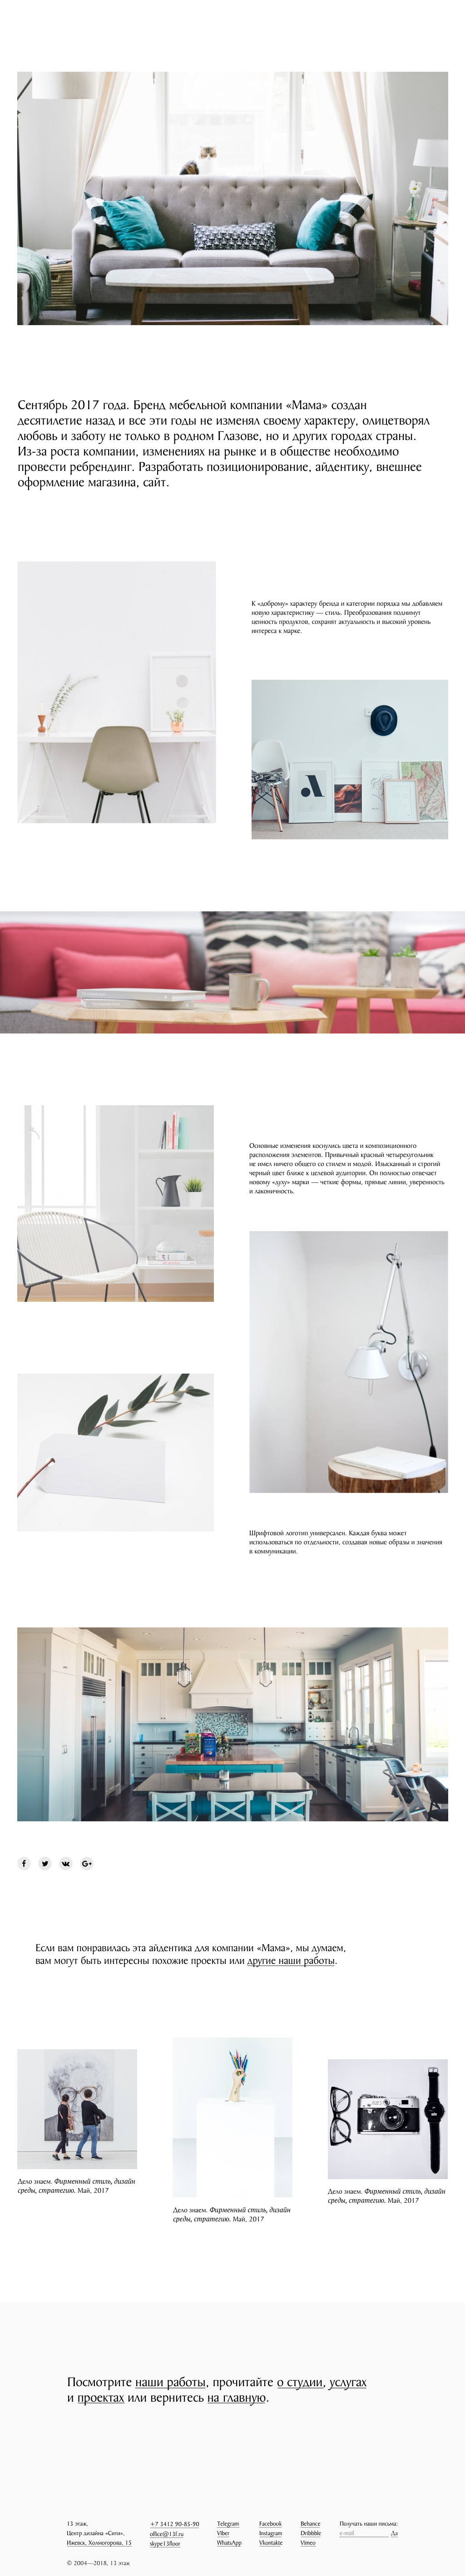 Сентябрь 2017 года. Бренд мебельной компании «Мама» создан
десятилетие назад и все эти годы не изменял своему характеру, олицетворял
любовь и заботу не только в родном Глазове, но и других городах страны.
Из-за роста компании, изменениях на рынке и в обществе необходимо
провести ребрендинг. Разработать позиционирование, айдентику, внешнее
оформление магазина, сайт.
К «доброму» характеру бренда и категории порядка мы добавляем
новую характеристику — стиль. Преобразования поднимут
ценность продуктов, сохранят актуальность и высокий уровень
интереса к марке.
Основные изменения коснулись цвета и композиционного
расположения элементов. Привычный красный четырехугольник
не имел ничего общего со стилем и модой. Изысканный и строгий
черный цвет ближе к целевой аудитории. Он полностью отвечает
новому «духу» марки — четкие формы, прямые линии, уверенность
и лаконичность.
Шрифтовой логотип универсален. Каждая буква может
использоваться по отдельности, создавая новые образы и значения
в коммуникации.
Если вам понравилась эта айдентика для компании «Мама», мы думаем,
вам могут быть интересны похожие проекты или другие наши работы.
Дело знаем. Фирменный стиль, дизайн
среды, стратегию. Май, 2017
Дело знаем. Фирменный стиль, дизайн
среды, стратегию. Май, 2017
Дело знаем. Фирменный стиль, дизайн
среды, стратегию. Май, 2017
Посмотрите наши работы, прочитайте о студии, услугах
и проектах или вернитесь на главную.
13 этаж,
Центр дизайна «Сити»,
Ижевск, Холмогорова, 15
+7 3412 90-85-90
office@13f.ru
skype13floor
Telegram
Viber
WhatsApp
Facebook
Instagram
Vkontakte
Behance
Dribbble
Vimeo
Получать наши письма:
e-mail Да
© 2004—2018, 13 этаж